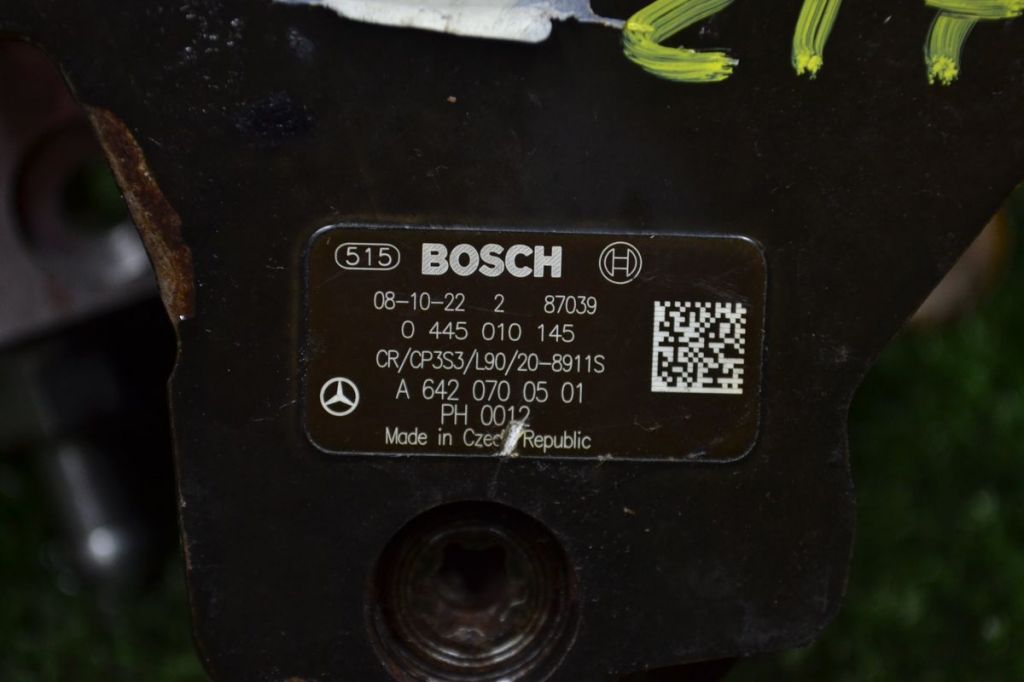 515 BOSCH
08-10-22 2 87039
0 445 010 145
CR/CP3S3/L90/20-8911S
A 642 070 05 01
PH 0012
Made in Czech Republic